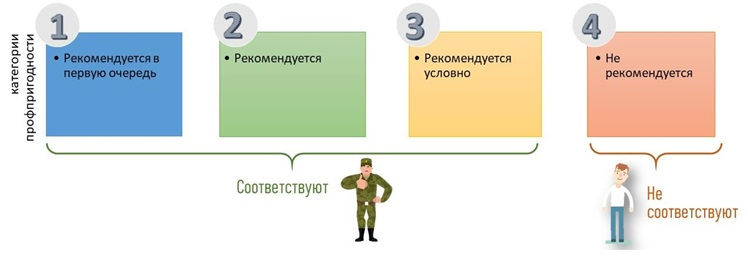 категории
профпригодности
1
• Рекомендуется в
первую очередь
2
• Рекомендуется
3
• Рекомендуется
условно
4
• Не
рекомендуется
Соответствуют
Не
соответствуют